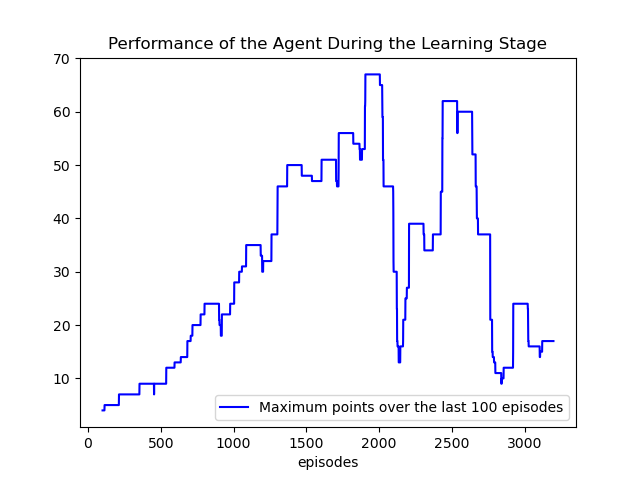 Performance of the Agent During the Learning Stage
70
60
50
40
30
20
10
Maximum points over the last 100 episodes
0 500 1000 1500 2000 2500 3000
episodes